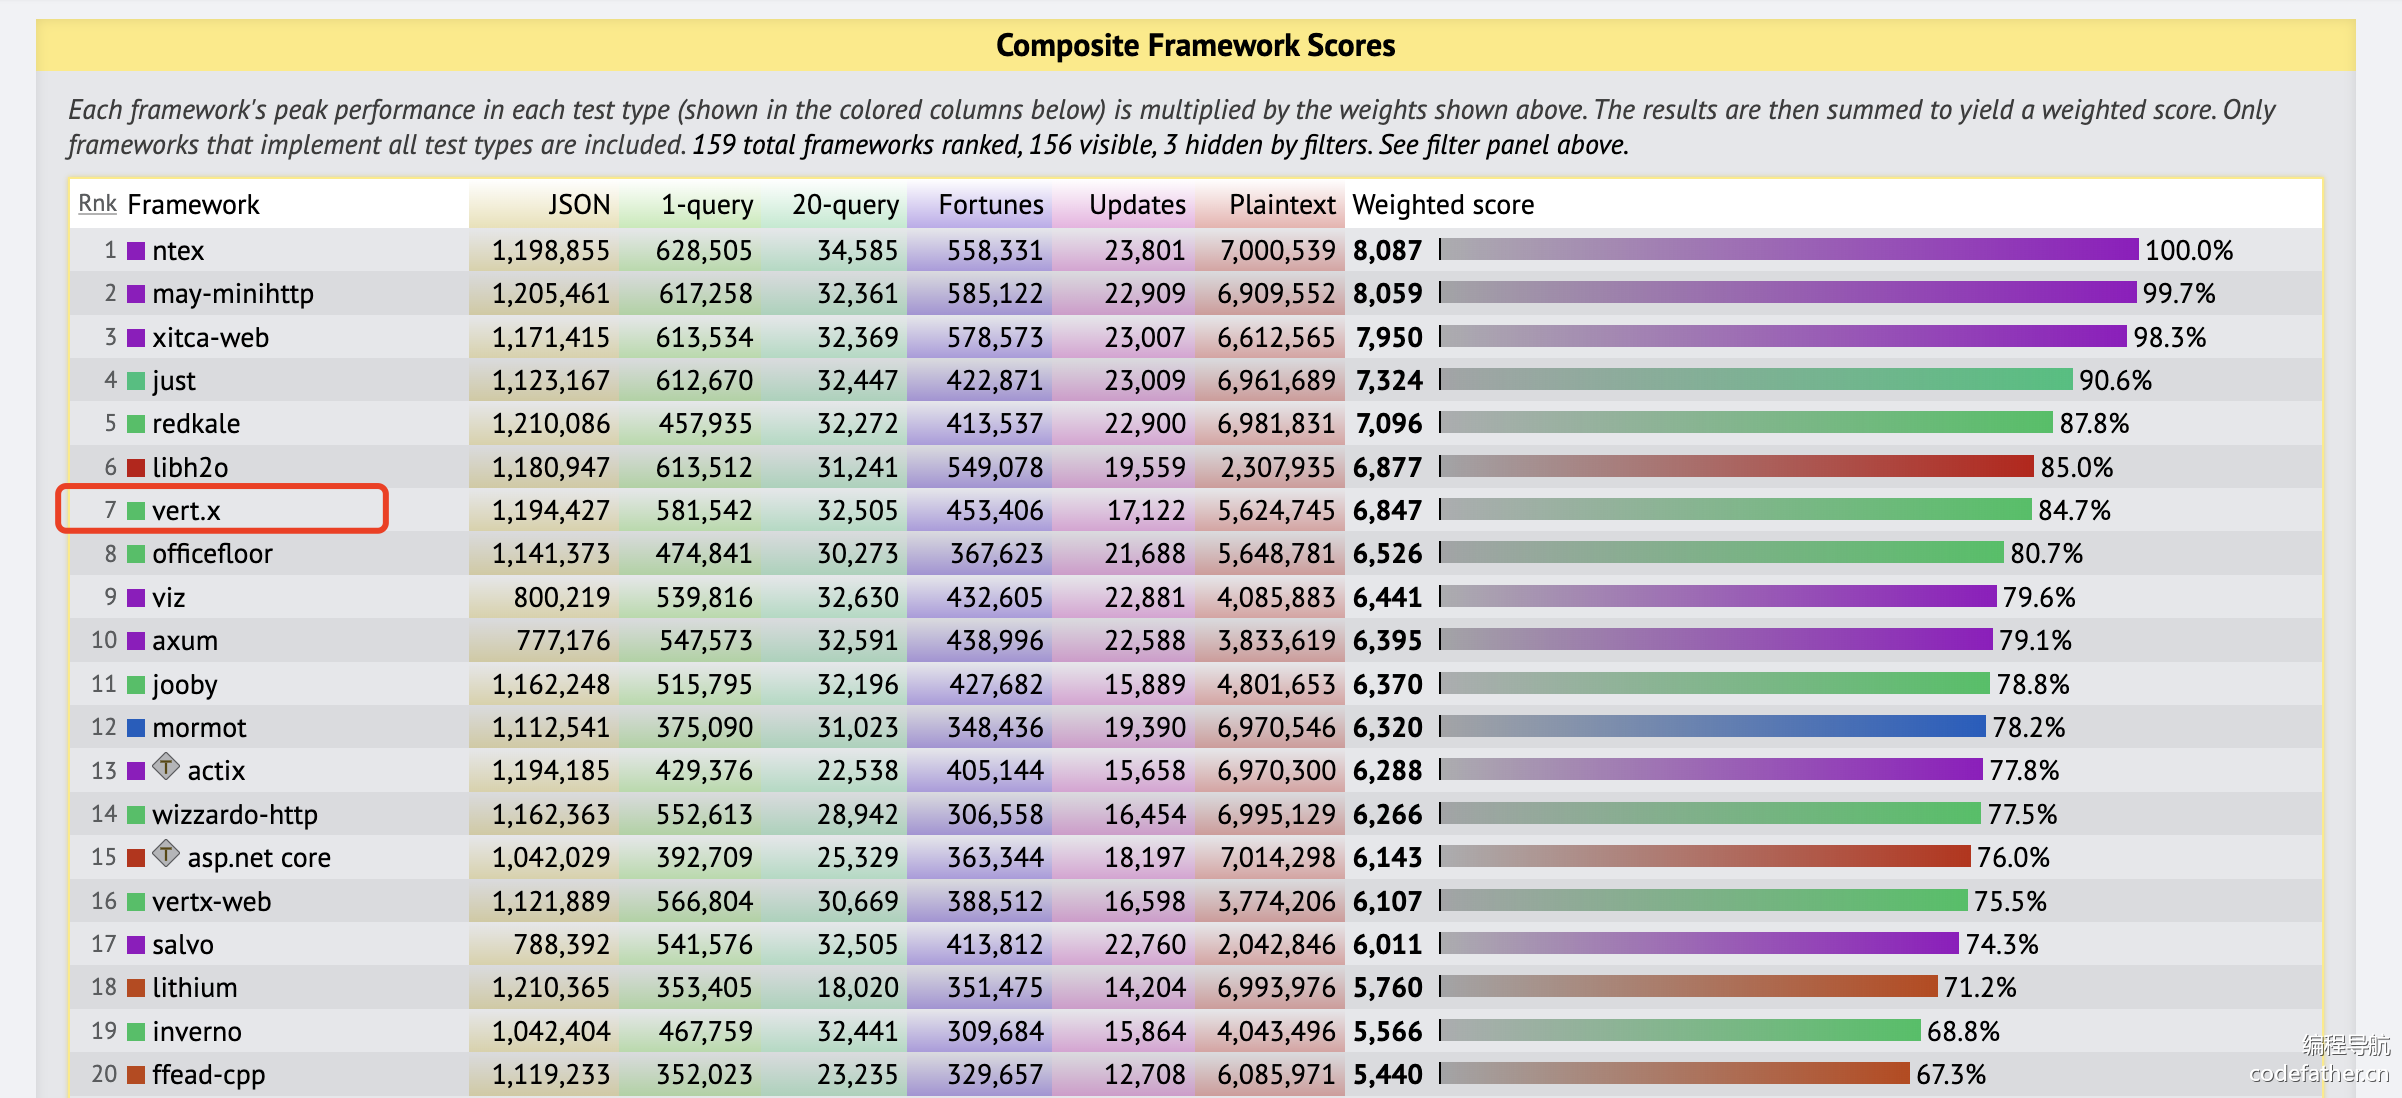 Composite Framework Scores
Each framework's peak performance in each test type (shown in the colored columns below) is multiplied by the weights shown above. The results are then summed to yield a weighted score. Only
frameworks that implement all test types are included. 159 total frameworks ranked, 156 visible, 3 hidden by filters. See filter panel above.
Rnk Framework JSON 1-query 20-query Fortunes Updates Plaintext Weighted score
1 ntex 1,198,855 628,505 34,585 558,331 23,801 7,000,539 8,087 100.0%
2 may-minihttp 1,205,461 617,258 32,361 585,122 22,909 6,909,552 8,059 99.7%
3 xitca-web 1,171,415 613,534 32,369 578,573 23,007 6,612,565 7,950 98.3%
4 just 1,123,167 612,670 32,447 422,871 23,009 6,961,689 7,324 90.6%
5 redkale 1,210,086 457,935 32,272 413,537 22,900 6,981,831 7,096 87.8%
6 libh2o 1,180,947 613,512 31,241 549,078 19,559 2,307,935 6,877 85.0%
7 vert.x 1,194,427 581,542 32,505 453,406 17,122 5,624,745 6,847 84.7%
8 officefloor 1,141,373 474,841 30,273 367,623 21,688 5,648,781 6,526 80.7%
9 viz 800,219 539,816 32,630 432,605 22,881 4,085,883 6,441 79.6%
10 axum 777,176 547,573 32,591 438,996 22,588 3,833,619 6,395 79.1%
11 jooby 1,162,248 515,795 32,196 427,682 15,889 4,801,653 6,370 78.8%
12 mormot 1,112,541 375,090 31,023 348,436 19,390 6,970,546 6,320 78.2%
13 T actix 1,194,185 429,376 22,538 405,144 15,658 6,970,300 6,288 77.8%
14 wizzardo-http 1,162,363 552,613 28,942 306,558 16,454 6,995,129 6,266 77.5%
15 T asp.net core 1,042,029 392,709 25,329 363,344 18,197 7,014,298 6,143 76.0%
16 vertx-web 1,121,889 566,804 30,669 388,512 16,598 3,774,206 6,107 75.5%
17 salvo 788,392 541,576 32,505 413,812 22,760 2,042,846 6,011 74.3%
18 lithium 1,210,365 353,405 18,020 351,475 14,204 6,993,976 5,760 71.2%
19 inverno 1,042,404 467,759 32,441 309,684 15,864 4,043,496 5,566 68.8%
20 ffead-cpp 1,119,233 352,023 23,235 329,657 12,708 6,085,971 5,440 67.3%
编程导航
codefather.cn